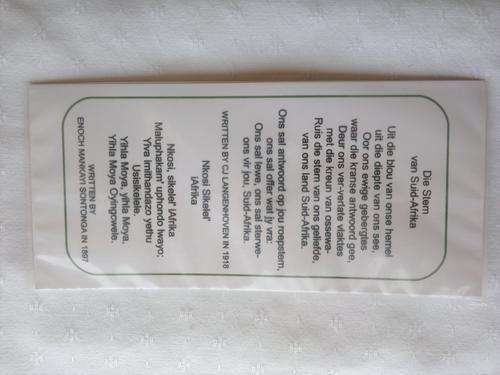 Die Stem
van Suid-Afrika
Uit die blou van onse hemel
uit die diepte van ons see,
Oor ons ewige gebergtes
waar die kranse antwoord gee,
Deur ons ver-verlate vlaktes
met die kreun van ossewa-
Ruis die stem van ons geliefde,
van ons land Suid-Afrika.
Ons sal antwoord op jou roepstem,
ons sal offer wat jy vra:
Ons sal lewe, ons sal sterwe-
ons vir jou, Suid-Afrika.
WRITTEN BY CJ LANGENHOVEN IN 1918
Nkosi Sikelel'
iAfrika
Nkosi, sikelel' iAfrika
Maluphakam' uphondo lwayo;
Yiva Imithandazo yethu
Usisikelele.
Yihla Moya, yihla Moya,
Yihla Moya Oyingcwele.
WRITTEN BY
ENOCH MANKAYI SONTONGA IN 1897